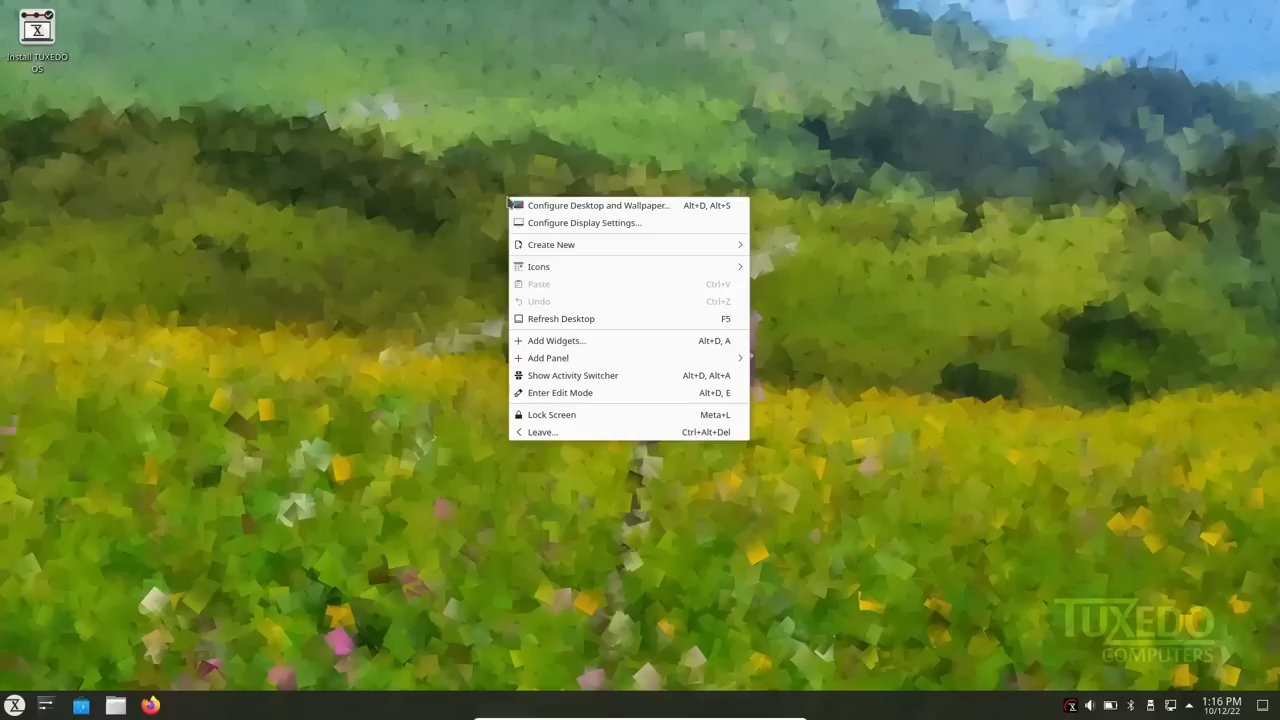 Install TUXEDO
OS
Configure Desktop and Wallpaper... Alt+D, Alt+S
Configure Display Settings...
Create New
Icons
Paste Ctrl+V
Undo Ctrl+Z
Refresh Desktop F5
Add Widgets... Alt+D, A
Add Panel
Show Activity Switcher Alt+D, Alt+A
Enter Edit Mode Alt+D, E
Lock Screen Meta+L
Leave... Ctrl+Alt+Del
TUXEDO
COMPUTERS
1:16 PM
10/12/22